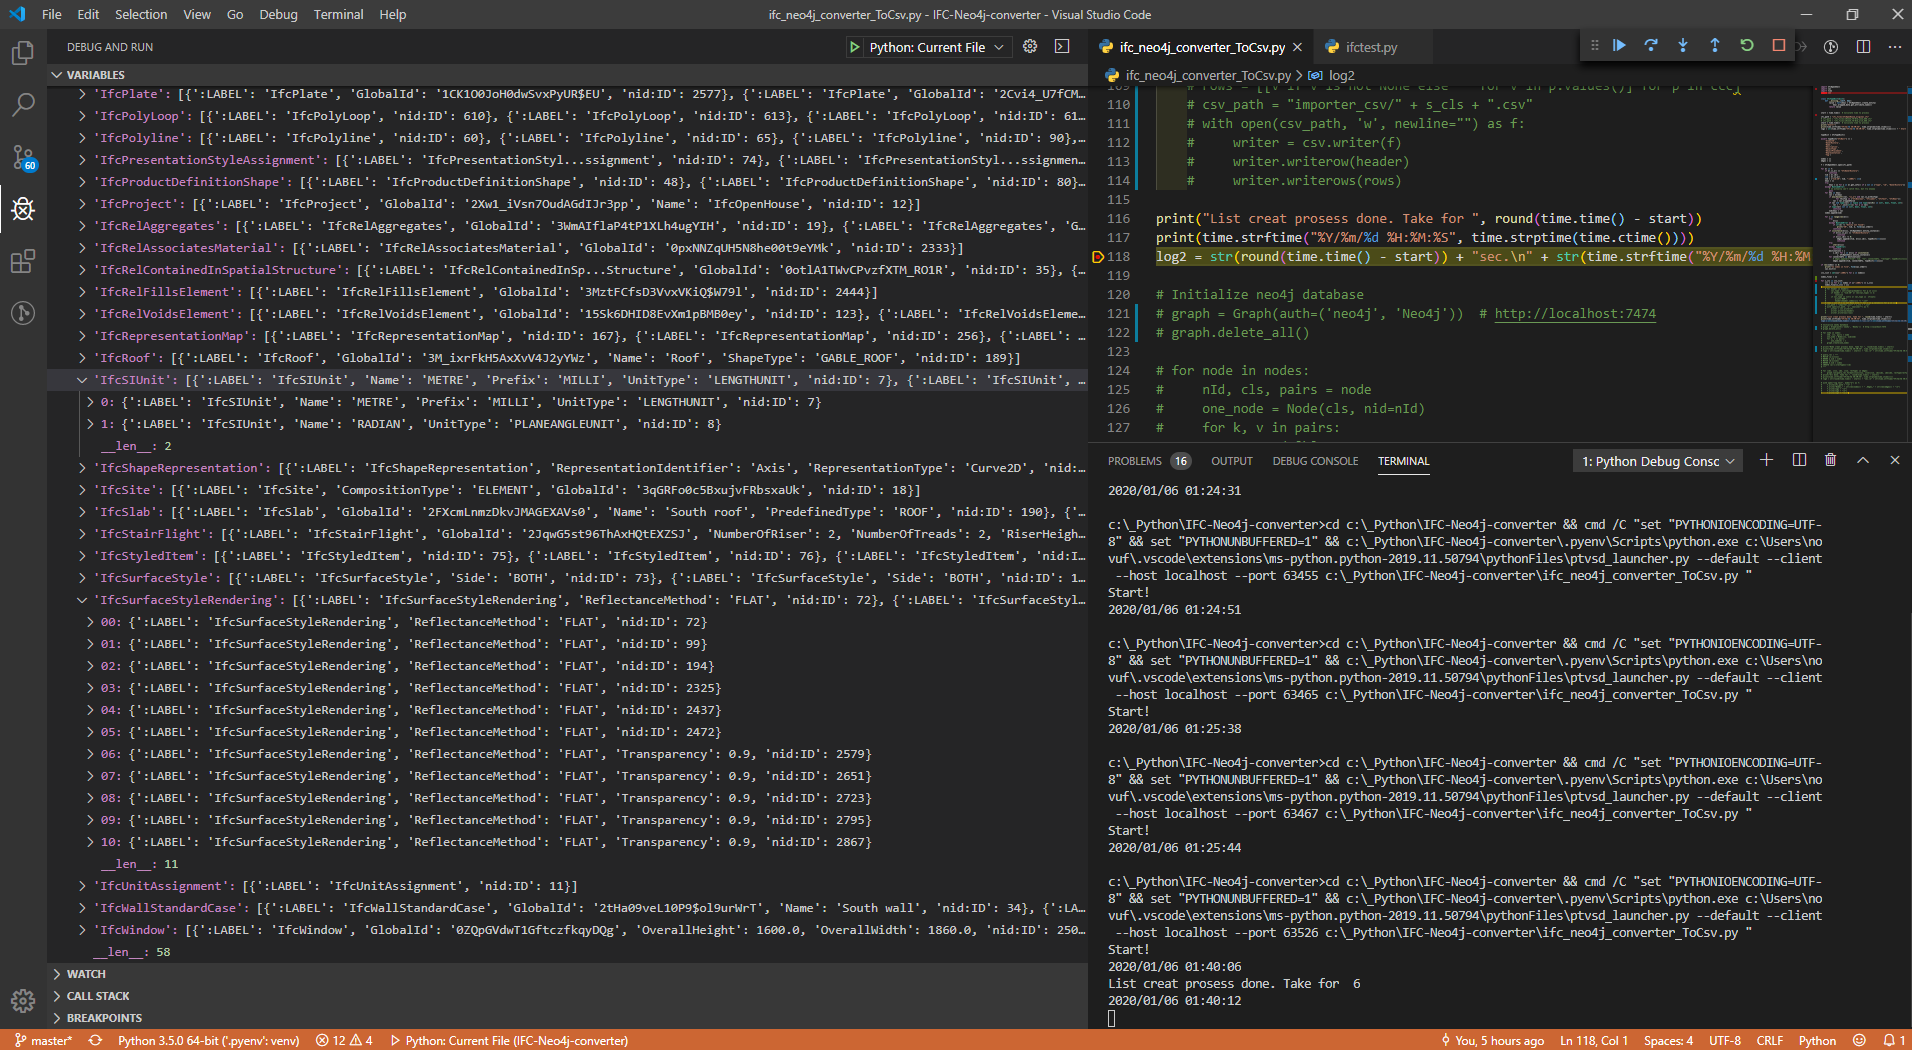 File Edit Selection View Go Debug Terminal Help
ifc_neo4j_converter_ToCsv.py - IFC-Neo4j-converter - Visual Studio Code
DEBUG AND RUN
Python: Current File
VARIABLES
'IfcPlate': [{':LABEL': 'IfcPlate', 'GlobalId': '1CK1O0JoH0dwSvxPyUR$EU', 'nid:ID': 2577}, {':LABEL': 'IfcPlate', 'GlobalId': '2Cvi4_U7fCM…
'IfcPolyLoop': [{':LABEL': 'IfcPolyLoop', 'nid:ID': 610}, {':LABEL': 'IfcPolyLoop', 'nid:ID': 613}, {':LABEL': 'IfcPolyLoop', 'nid:ID': 61…
'IfcPolyline': [{':LABEL': 'IfcPolyline', 'nid:ID': 60}, {':LABEL': 'IfcPolyline', 'nid:ID': 65}, {':LABEL': 'IfcPolyline', 'nid:ID': 90},…
'IfcPresentationStyleAssignment': [{':LABEL': 'IfcPresentationStyl...ssignment', 'nid:ID': 74}, {':LABEL': 'IfcPresentationStyl...ssignmen…
'IfcProductDefinitionShape': [{':LABEL': 'IfcProductDefinitionShape', 'nid:ID': 48}, {':LABEL': 'IfcProductDefinitionShape', 'nid:ID': 80}…
'IfcProject': [{':LABEL': 'IfcProject', 'GlobalId': '2Xw1_iVsn7OudAGdIJr3pp', 'Name': 'IfcOpenHouse', 'nid:ID': 12}]
'IfcRelAggregates': [{':LABEL': 'IfcRelAggregates', 'GlobalId': '3WmAIflaP4tP1XLh4ugYIH', 'nid:ID': 19}, {':LABEL': 'IfcRelAggregates', 'G…
'IfcRelAssociatesMaterial': [{':LABEL': 'IfcRelAssociatesMaterial', 'GlobalId': '0pxNNZqUH5N8he00t9eYMk', 'nid:ID': 2333}]
'IfcRelContainedInSpatialStructure': [{':LABEL': 'IfcRelContainedInSp...Structure', 'GlobalId': '0otlA1TWvCPvzfXTM_RO1R', 'nid:ID': 35}, {…
'IfcRelFillsElement': [{':LABEL': 'IfcRelFillsElement', 'GlobalId': '3MztFCfsD3VvxVKiQ$W79l', 'nid:ID': 2444}]
'IfcRelVoidsElement': [{':LABEL': 'IfcRelVoidsElement', 'GlobalId': '15Sk6DHID8EvXm1pBMB0ey', 'nid:ID': 123}, {':LABEL': 'IfcRelVoidsEleme…
'IfcRepresentationMap': [{':LABEL': 'IfcRepresentationMap', 'nid:ID': 167}, {':LABEL': 'IfcRepresentationMap', 'nid:ID': 256}, {':LABEL': …
'IfcRoof': [{':LABEL': 'IfcRoof', 'GlobalId': '3M_ixrFkH5AxXvV4J2yYWz', 'Name': 'Roof', 'ShapeType': 'GABLE_ROOF', 'nid:ID': 189}]
'IfcSIUnit': [{':LABEL': 'IfcSIUnit', 'Name': 'METRE', 'Prefix': 'MILLI', 'UnitType': 'LENGTHUNIT', 'nid:ID': 7}, {':LABEL': 'IfcSIUnit', …
0: {':LABEL': 'IfcSIUnit', 'Name': 'METRE', 'Prefix': 'MILLI', 'UnitType': 'LENGTHUNIT', 'nid:ID': 7}
1: {':LABEL': 'IfcSIUnit', 'Name': 'RADIAN', 'UnitType': 'PLANEANGLEUNIT', 'nid:ID': 8}
__len__: 2
'IfcShapeRepresentation': [{':LABEL': 'IfcShapeRepresentation', 'RepresentationIdentifier': 'Axis', 'RepresentationType': 'Curve2D', 'nid:…
'IfcSite': [{':LABEL': 'IfcSite', 'CompositionType': 'ELEMENT', 'GlobalId': '3qGRFo0c5BxujvFRbsxaUk', 'nid:ID': 18}]
'IfcSlab': [{':LABEL': 'IfcSlab', 'GlobalId': '2FXcmLnmzDkvJMAGEXAVs0', 'Name': 'South roof', 'PredefinedType': 'ROOF', 'nid:ID': 190}, {'…
'IfcStairFlight': [{':LABEL': 'IfcStairFlight', 'GlobalId': '2JqwG5st96ThAxHQtEXZSJ', 'NumberOfRiser': 2, 'NumberOfTreads': 2, 'RiserHeigh…
'IfcStyledItem': [{':LABEL': 'IfcStyledItem', 'nid:ID': 75}, {':LABEL': 'IfcStyledItem', 'nid:ID': 76}, {':LABEL': 'IfcStyledItem', 'nid:I…
'IfcSurfaceStyle': [{':LABEL': 'IfcSurfaceStyle', 'Side': 'BOTH', 'nid:ID': 73}, {':LABEL': 'IfcSurfaceStyle', 'Side': 'BOTH', 'nid:ID': 1…
'IfcSurfaceStyleRendering': [{':LABEL': 'IfcSurfaceStyleRendering', 'ReflectanceMethod': 'FLAT', 'nid:ID': 72}, {':LABEL': 'IfcSurfaceStyl…
00: {':LABEL': 'IfcSurfaceStyleRendering', 'ReflectanceMethod': 'FLAT', 'nid:ID': 72}
01: {':LABEL': 'IfcSurfaceStyleRendering', 'ReflectanceMethod': 'FLAT', 'nid:ID': 99}
02: {':LABEL': 'IfcSurfaceStyleRendering', 'ReflectanceMethod': 'FLAT', 'nid:ID': 194}
03: {':LABEL': 'IfcSurfaceStyleRendering', 'ReflectanceMethod': 'FLAT', 'nid:ID': 2325}
04: {':LABEL': 'IfcSurfaceStyleRendering', 'ReflectanceMethod': 'FLAT', 'nid:ID': 2437}
05: {':LABEL': 'IfcSurfaceStyleRendering', 'ReflectanceMethod': 'FLAT', 'nid:ID': 2472}
06: {':LABEL': 'IfcSurfaceStyleRendering', 'ReflectanceMethod': 'FLAT', 'Transparency': 0.9, 'nid:ID': 2579}
07: {':LABEL': 'IfcSurfaceStyleRendering', 'ReflectanceMethod': 'FLAT', 'Transparency': 0.9, 'nid:ID': 2651}
08: {':LABEL': 'IfcSurfaceStyleRendering', 'ReflectanceMethod': 'FLAT', 'Transparency': 0.9, 'nid:ID': 2723}
09: {':LABEL': 'IfcSurfaceStyleRendering', 'ReflectanceMethod': 'FLAT', 'Transparency': 0.9, 'nid:ID': 2795}
10: {':LABEL': 'IfcSurfaceStyleRendering', 'ReflectanceMethod': 'FLAT', 'Transparency': 0.9, 'nid:ID': 2867}
__len__: 11
'IfcUnitAssignment': [{':LABEL': 'IfcUnitAssignment', 'nid:ID': 11}]
'IfcWallStandardCase': [{':LABEL': 'IfcWallStandardCase', 'GlobalId': '2tHa09veL10P9$ol9urWrT', 'Name': 'South wall', 'nid:ID': 34}, {':LA…
'IfcWindow': [{':LABEL': 'IfcWindow', 'GlobalId': '0ZQpGVdwT1GftczfkqyDQg', 'OverallHeight': 1600.0, 'OverallWidth': 1860.0, 'nid:ID': 250…
__len__: 58
WATCH
CALL STACK
BREAKPOINTS
60
ifc_neo4j_converter_ToCsv.py
ifctest.py
ifc_neo4j_converter_ToCsv.py > log2
109 # rows = [[v if v is not None else "" for v in p.values()] for p in ccc]
110 # csv_path = "importer_csv/" + s_cls + ".csv"
111 # with open(csv_path, 'w', newline="") as f:
112 #     writer = csv.writer(f)
113 #     writer.writerow(header)
114 #     writer.writerows(rows)
115
116 print("List creat prosess done. Take for ", round(time.time() - start))
117 print(time.strftime("%Y/%m/%d %H:%M:%S", time.strptime(time.ctime())))
118 log2 = str(round(time.time() - start)) + "sec.\n" + str(time.strftime("%Y/%m/%d %H:%M
119
120 # Initialize neo4j database
121 # graph = Graph(auth=('neo4j', 'Neo4j'))  # http://localhost:7474
122 # graph.delete_all()
123
124 # for node in nodes:
125 #     nId, cls, pairs = node
126 #     one_node = Node(cls, nid=nId)
127 #     for k, v in pairs:
PROBLEMS 16 OUTPUT DEBUG CONSOLE TERMINAL
1: Python Debug Consc
2020/01/06 01:24:31
c:\_Python\IFC-Neo4j-converter>cd c:\_Python\IFC-Neo4j-converter && cmd /C "set "PYTHONIOENCODING=UTF-
8" && set "PYTHONUNBUFFERED=1" && c:\_Python\IFC-Neo4j-converter\.pyenv\Scripts\python.exe c:\Users\no
vuf\.vscode\extensions\ms-python.python-2019.11.50794\pythonFiles\ptvsd_launcher.py --default --client
--host localhost --port 63455 c:\_Python\IFC-Neo4j-converter\ifc_neo4j_converter_ToCsv.py "
Start!
2020/01/06 01:24:51
c:\_Python\IFC-Neo4j-converter>cd c:\_Python\IFC-Neo4j-converter && cmd /C "set "PYTHONIOENCODING=UTF-
8" && set "PYTHONUNBUFFERED=1" && c:\_Python\IFC-Neo4j-converter\.pyenv\Scripts\python.exe c:\Users\no
vuf\.vscode\extensions\ms-python.python-2019.11.50794\pythonFiles\ptvsd_launcher.py --default --client
--host localhost --port 63465 c:\_Python\IFC-Neo4j-converter\ifc_neo4j_converter_ToCsv.py "
Start!
2020/01/06 01:25:38
c:\_Python\IFC-Neo4j-converter>cd c:\_Python\IFC-Neo4j-converter && cmd /C "set "PYTHONIOENCODING=UTF-
8" && set "PYTHONUNBUFFERED=1" && c:\_Python\IFC-Neo4j-converter\.pyenv\Scripts\python.exe c:\Users\no
vuf\.vscode\extensions\ms-python.python-2019.11.50794\pythonFiles\ptvsd_launcher.py --default --client
--host localhost --port 63467 c:\_Python\IFC-Neo4j-converter\ifc_neo4j_converter_ToCsv.py "
Start!
2020/01/06 01:25:44
c:\_Python\IFC-Neo4j-converter>cd c:\_Python\IFC-Neo4j-converter && cmd /C "set "PYTHONIOENCODING=UTF-
8" && set "PYTHONUNBUFFERED=1" && c:\_Python\IFC-Neo4j-converter\.pyenv\Scripts\python.exe c:\Users\no
vuf\.vscode\extensions\ms-python.python-2019.11.50794\pythonFiles\ptvsd_launcher.py --default --client
--host localhost --port 63526 c:\_Python\IFC-Neo4j-converter\ifc_neo4j_converter_ToCsv.py "
Start!
2020/01/06 01:40:06
List creat prosess done. Take for  6
2020/01/06 01:40:12
master* Python 3.5.0 64-bit ('.pyenv': venv) 12 4 Python: Current File (IFC-Neo4j-converter)
You, 5 hours ago Ln 118, Col 1 Spaces: 4 UTF-8 CRLF Python 1